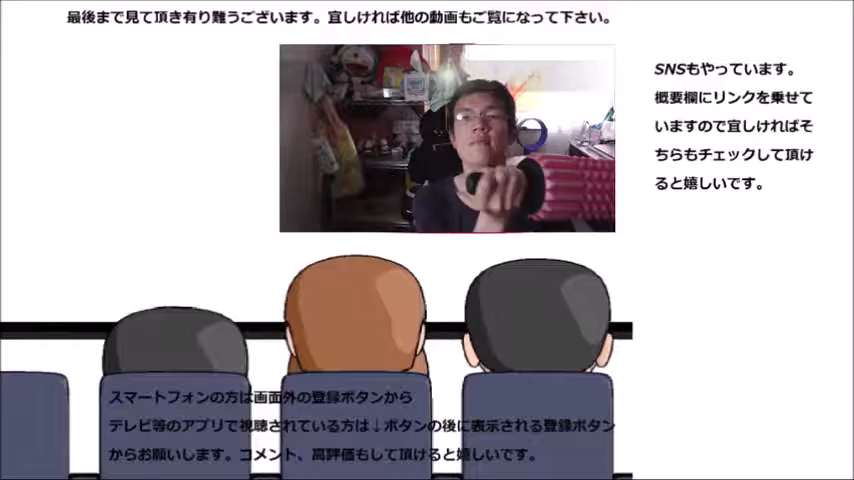 最後まで見て頂き有り難うございます。宜しければ他の動画もご覧になって下さい。
SNSもやっています。
概要欄にリンクを乗せて
いますので宜しければそ
ちらもチェックして頂け
ると嬉しいです。
スマートフォンの方は画面外の登録ボタンから
テレビ等のアプリで視聴されている方は↓ボタンの後に表示される登録ボタン
からお願いします。コメント、高評価もして頂けると嬉しいです。